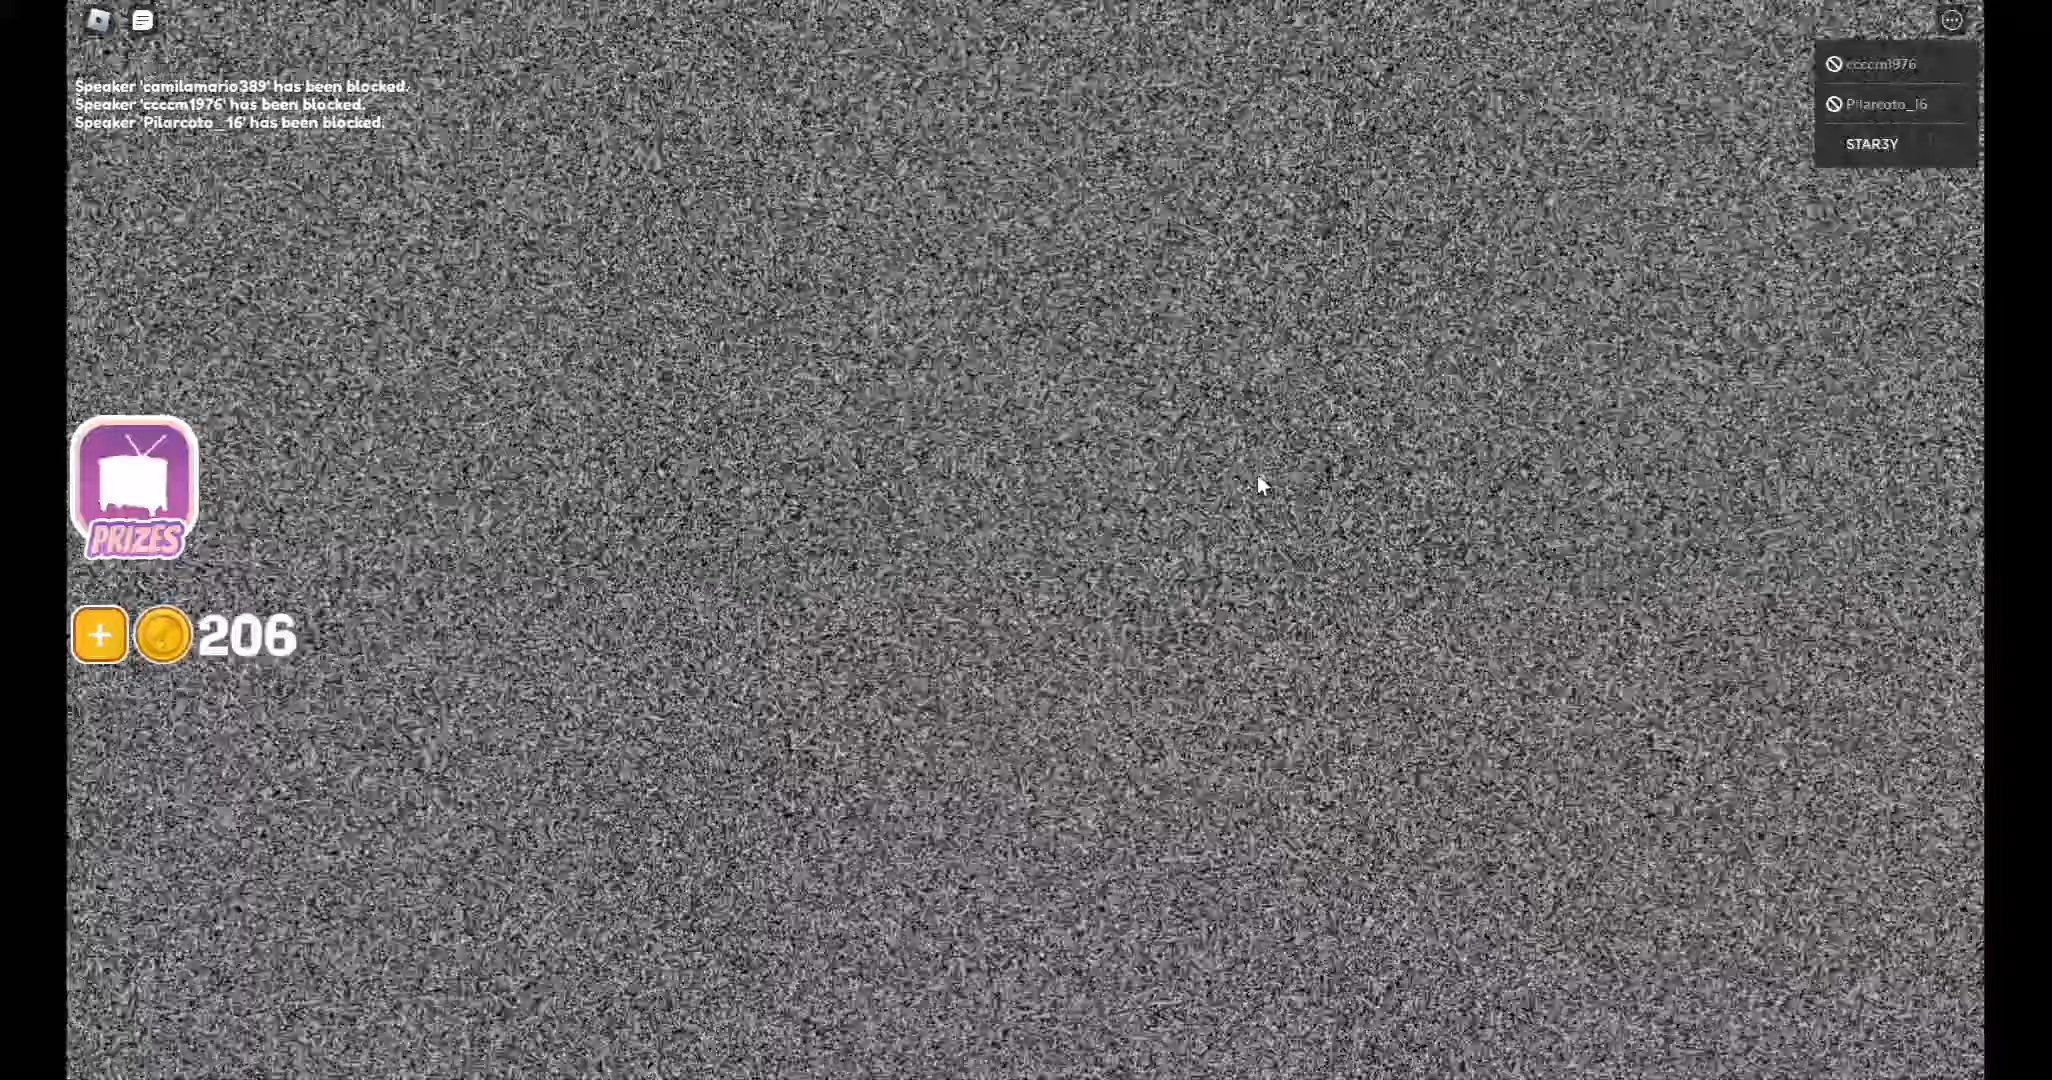 Speaker 'camilamario389' has been blocked.
Speaker 'ccccm1976' has been blocked.
Speaker 'Pilarcoto_16' has been blocked.
ccccm1976
Pilarcoto_16
STAR3Y
PRIZES
206